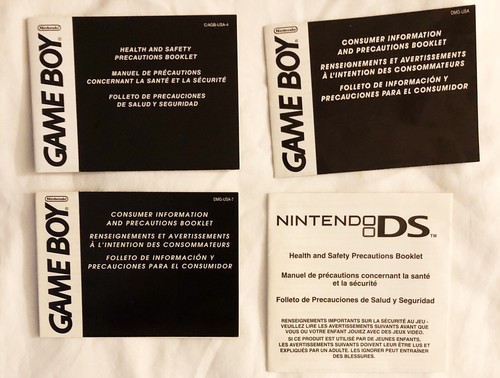 Nintendo
GAME BOY
C/AGB-USA-4
HEALTH AND SAFETY
PRECAUTIONS BOOKLET
MANUEL DE PRÉCAUTIONS
CONCERNANT LA SANTÉ ET LA SÉCURITÉ
FOLLETO DE PRECAUCIONES
DE SALUD Y SEGURIDAD
Nintendo
GAME BOY
DMG-USA
CONSUMER INFORMATION
AND PRECAUTIONS BOOKLET
RENSEIGNEMENTS ET AVERTISSEMENTS
À L'INTENTION DES CONSOMMATEURS
FOLLETO DE INFORMACIÓN Y
PRECAUCIONES PARA EL CONSUMIDOR
Nintendo
GAME BOY
DMG-USA-7
CONSUMER INFORMATION
AND PRECAUTIONS BOOKLET
RENSEIGNEMENTS ET AVERTISSEMENTS
À L'INTENTION DES CONSOMMATEURS
FOLLETO DE INFORMACIÓN Y
PRECAUCIONES PARA EL CONSUMIDOR
NINTENDO DS™
Health and Safety Precautions Booklet
Manuel de précautions concernant la santé
et la sécurité
Folleto de Precauciones de Salud y Seguridad
RENSEIGNEMENTS IMPORTANTS SUR LA SÉCURITÉ AU JEU -
VEUILLEZ LIRE LES AVERTISSEMENTS SUIVANTS AVANT QUE
VOUS OU VOTRE ENFANT JOUIEZ AVEC DES JEUX VIDÉO.
SI CE PRODUIT EST UTILISÉ PAR DE JEUNES ENFANTS,
LES AVERTISSEMENTS SUIVANTS DOIVENT LEUR ÊTRE LUS ET
EXPLIQUÉS PAR UN ADULTE. LES IGNORER PEUT ENTRAÎNER
DES BLESSURES.